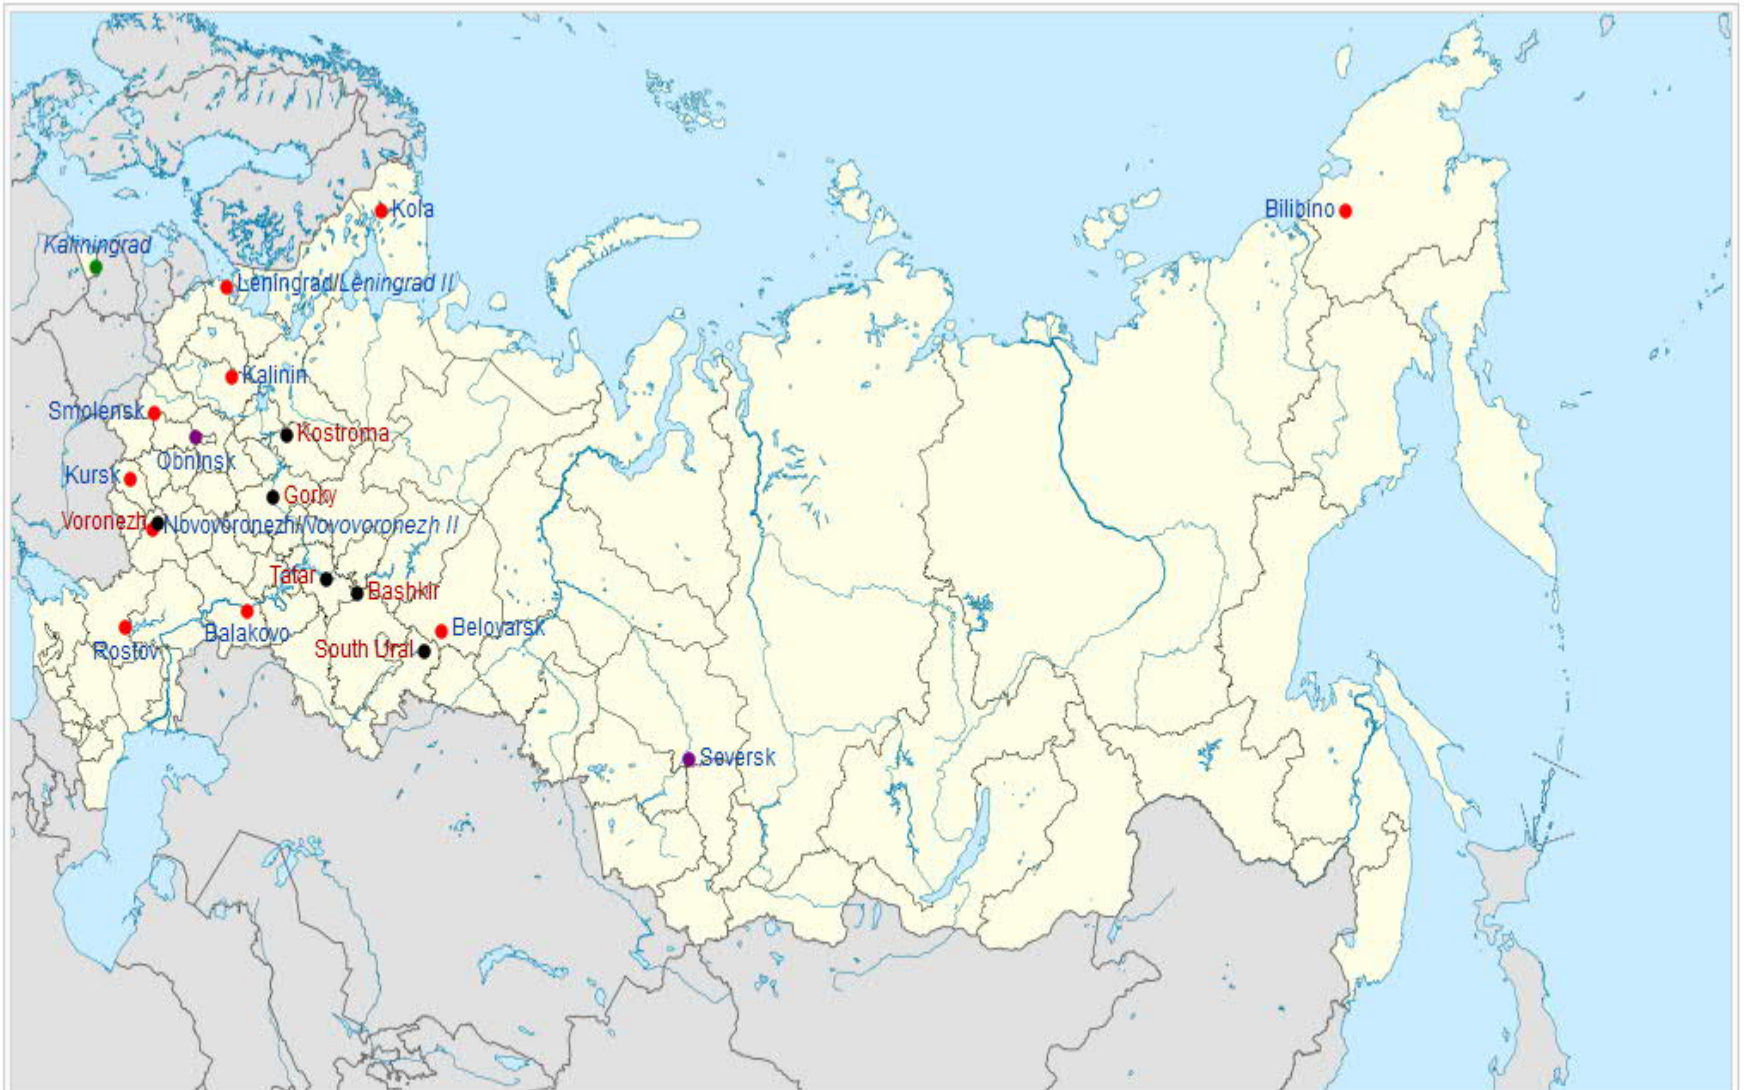 Kola
Bilibino
Kaliningrad
Leningrad/Leningrad II
Kalinin
Smolensk
Kostroma
Obninsk
Kursk
Gorky
Voronezh
Novovoronezh/Novovoronezh II
Tatar
Bashkir
Balakovo
Beloyarsk
Rostov
South Ural
Seversk